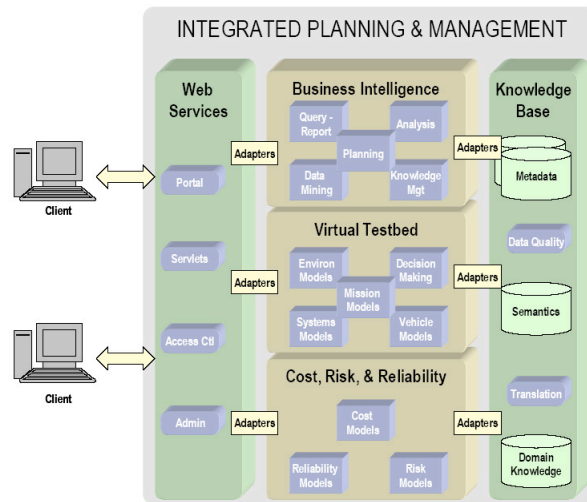 INTEGRATED PLANNING & MANAGEMENT
Web
Services
Portal
Servlets
Access Ctl
Admin
Client
Client
Adapters
Adapters
Adapters
Business Intelligence
Query -
Report
Analysis
Planning
Data
Mining
Knowledge
Mgt
Virtual Testbed
Environ
Models
Decision
Making
Mission
Models
Systems
Models
Vehicle
Models
Cost, Risk, & Reliability
Cost
Models
Reliability
Models
Risk
Models
Adapters
Adapters
Adapters
Knowledge
Base
Metadata
Data Quality
Semantics
Translation
Domain
Knowledge